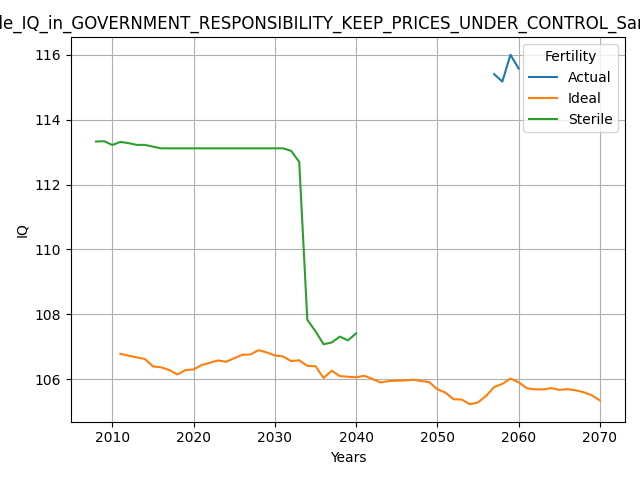 le_IQ_in_GOVERNMENT_RESPONSIBILITY_KEEP_PRICES_UNDER_CONTROL_Sa
116
114
112
110
108
106
IQ
Fertility
Actual
Ideal
Sterile
2010 2020 2030 2040 2050 2060 2070
Years